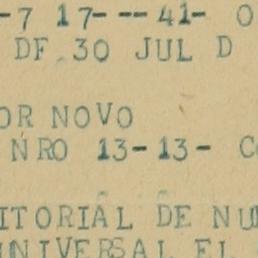 -7 17---41- O
DF 30 JUL D
OR NOVO
NRO 13-13- C
ITORIAL DE NU
UNIVERSAL EL